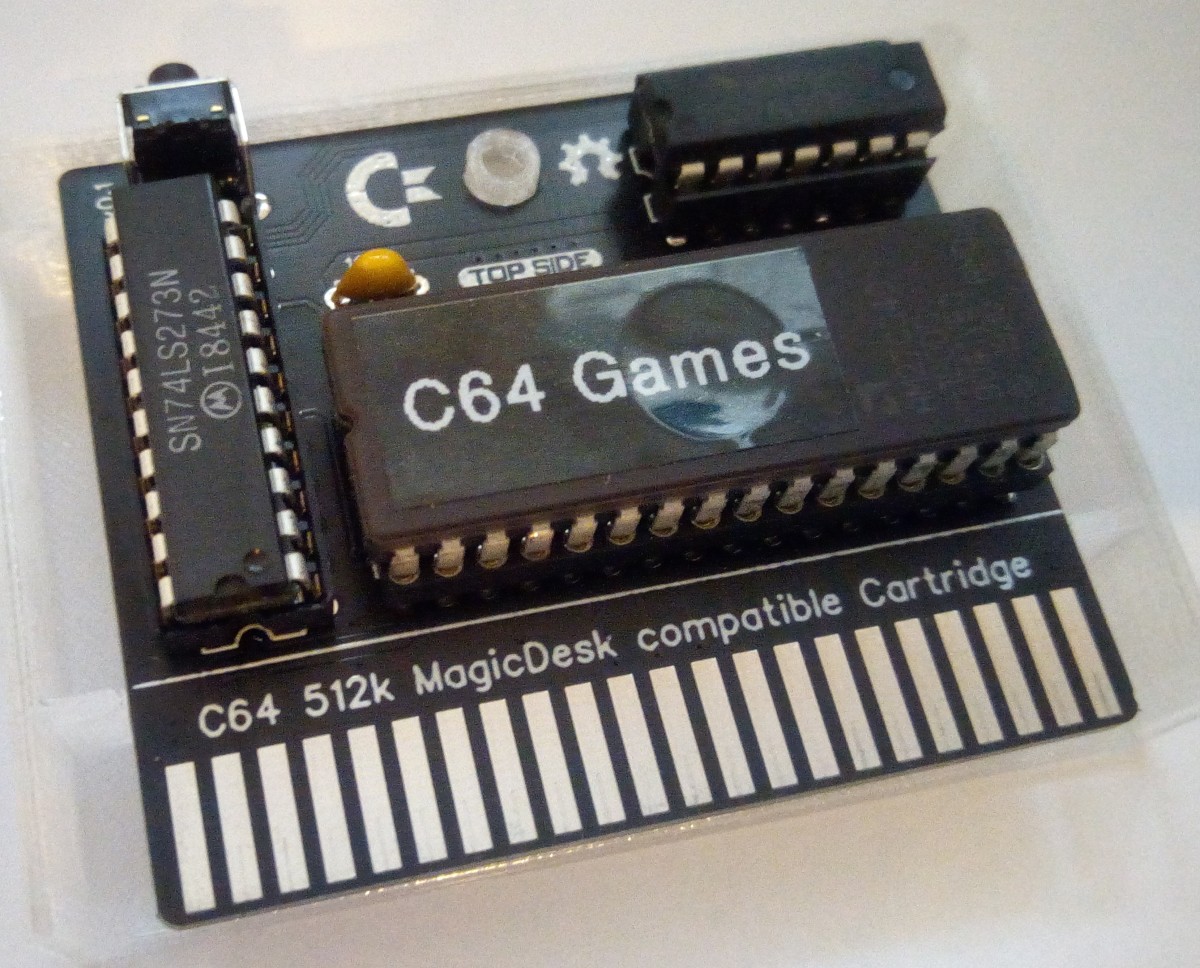 TOP SIDE
SN74LS273N
I8442
C64 Games
C64 512k MagicDesk compatible Cartridge